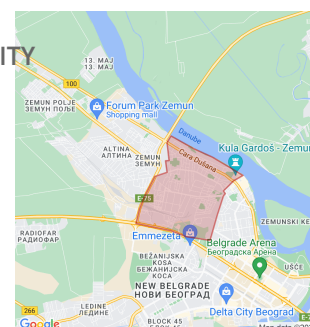 ITY
13. MAJ
13. МАЈ
100
ZEMUN POLJE
ЗЕМУН ПОЉЕ
Forum Park Zemun
Shopping mall
Danube
Cara Dušana
Kula Gardoš - Zemu
ALTINA
АЛТИНА
ZEMUN
ЗЕМУН
E-75
ZEMUNSKI KE
RADIOFAR
РАДИОФАР
Emmezeta
Belgrade Arena
Београдска Арена
BEŽANIJSKA
KOSA
БЕЖАНИЈСКА
КОСА
UŠĆE
NEW BELGRADE
НОВИ БЕОГРАД
266
LEDINE
ЛЕДИНЕ
Delta City Beograd
BLOCK 45
Google